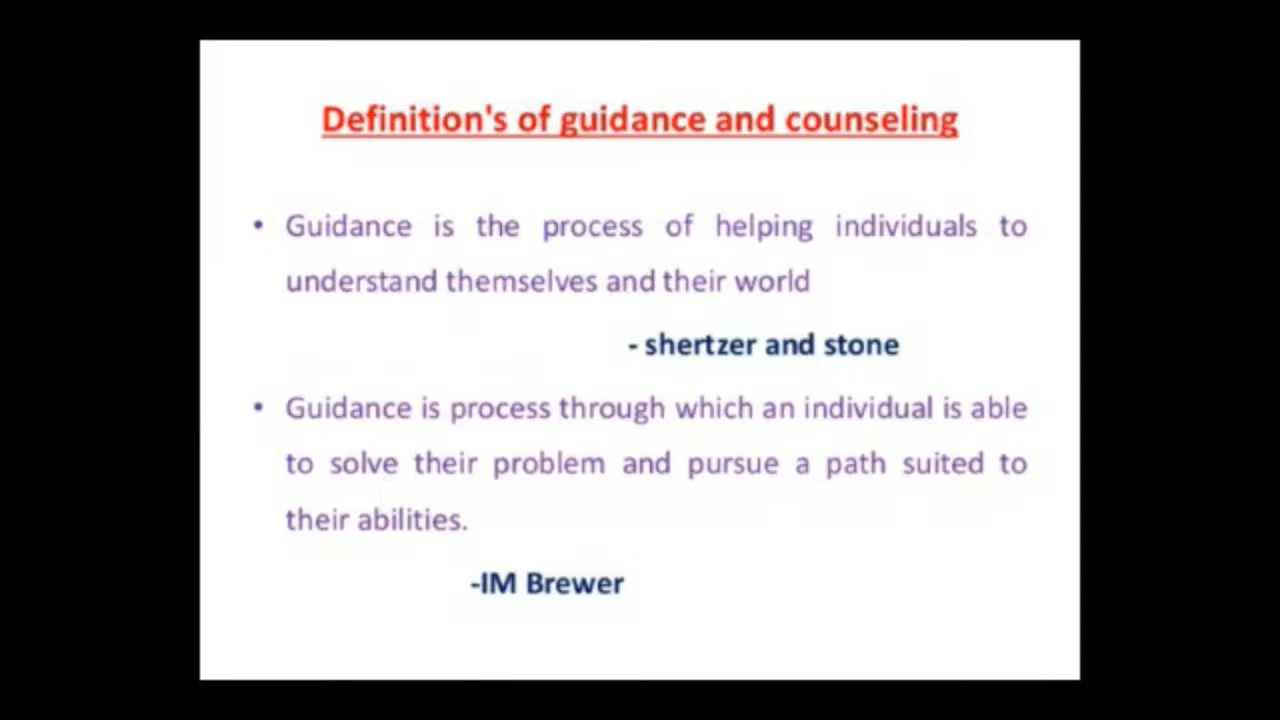 Definition's of guidance and counseling
• Guidance is the process of helping individuals to
understand themselves and their world
- shertzer and stone
• Guidance is process through which an individual is able
to solve their problem and pursue a path suited to
their abilities.
-IM Brewer